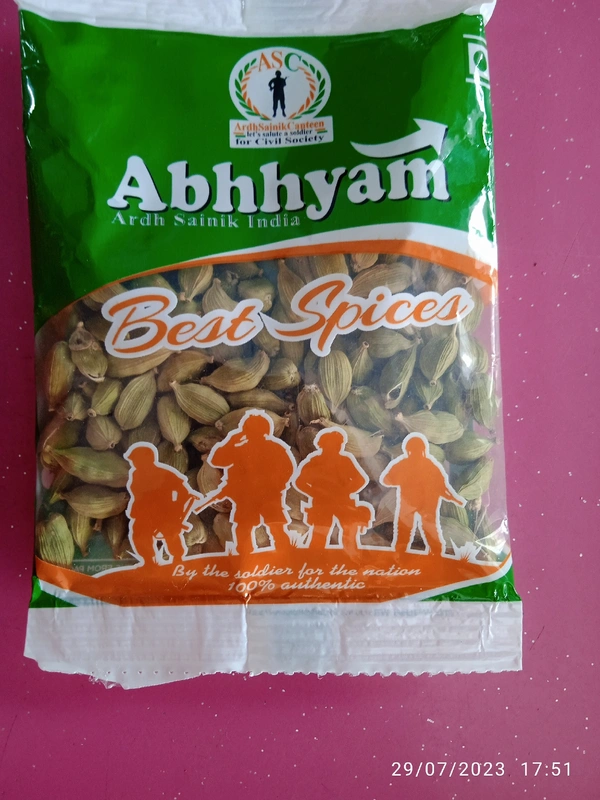 ASC
ArdhSainikCanteen
let's salute a soldier
for Civil Society
Abhhyam
Ardh Sainik India
Best Spices
By the soldier for the nation
100% authentic
29/07/2023 17:51